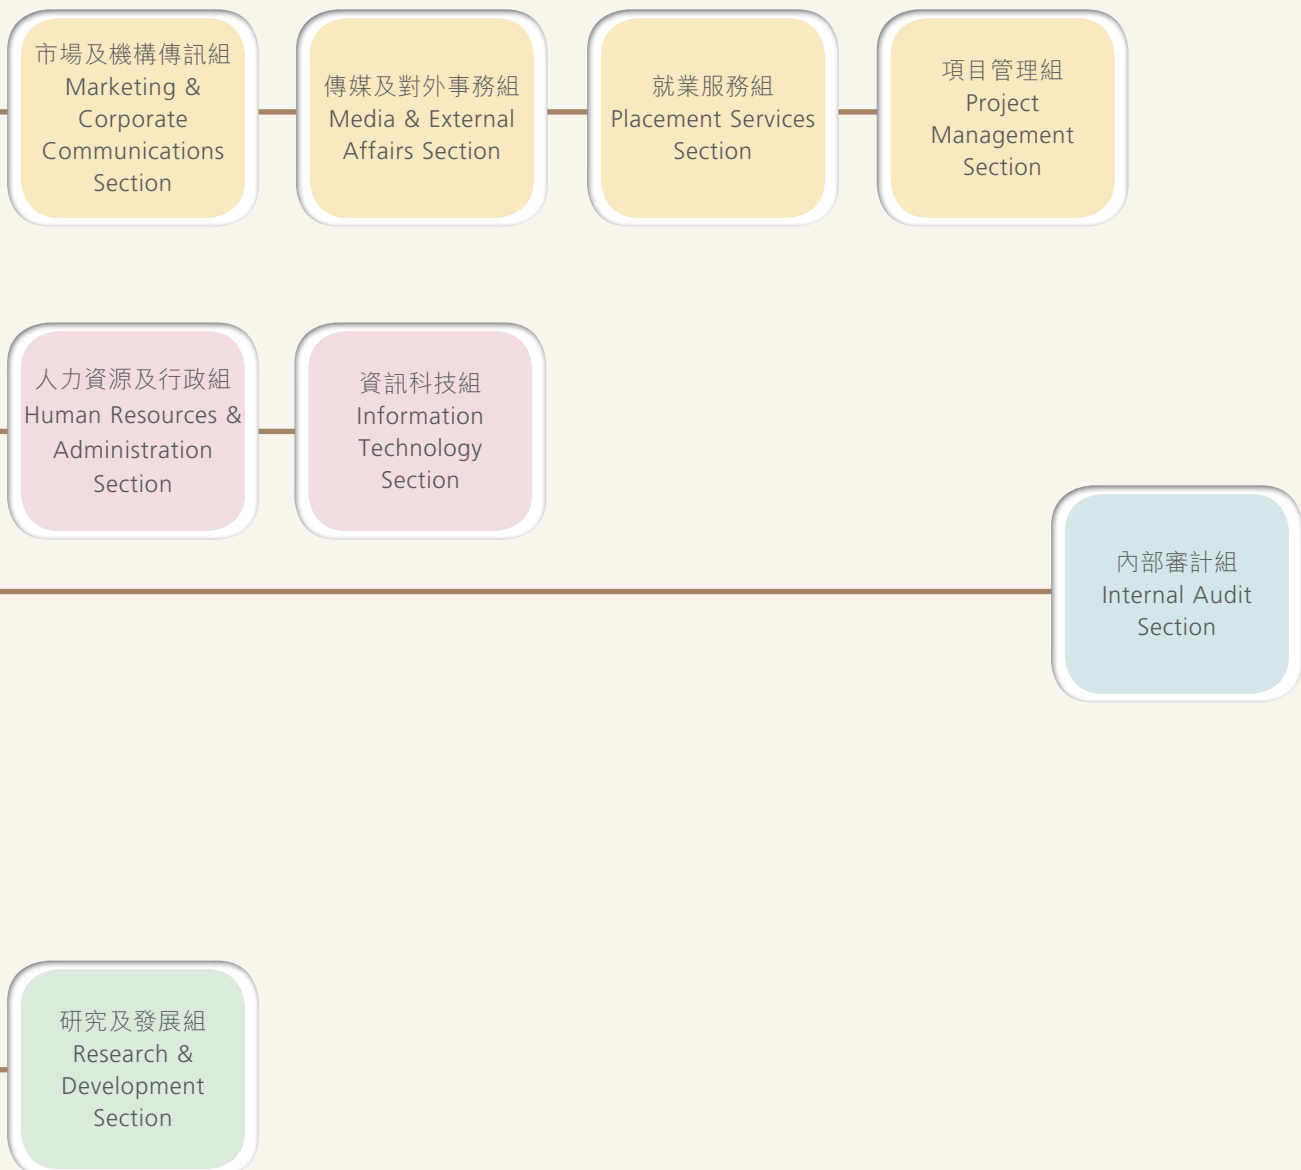 市場及機構傳訊組
Marketing &
Corporate
Communications
Section
傳媒及對外事務組
Media & External
Affairs Section
就業服務組
Placement Services
Section
項目管理組
Project
Management
Section
人力資源及行政組
Human Resources &
Administration
Section
資訊科技組
Information
Technology
Section
內部審計組
Internal Audit
Section
研究及發展組
Research &
Development
Section